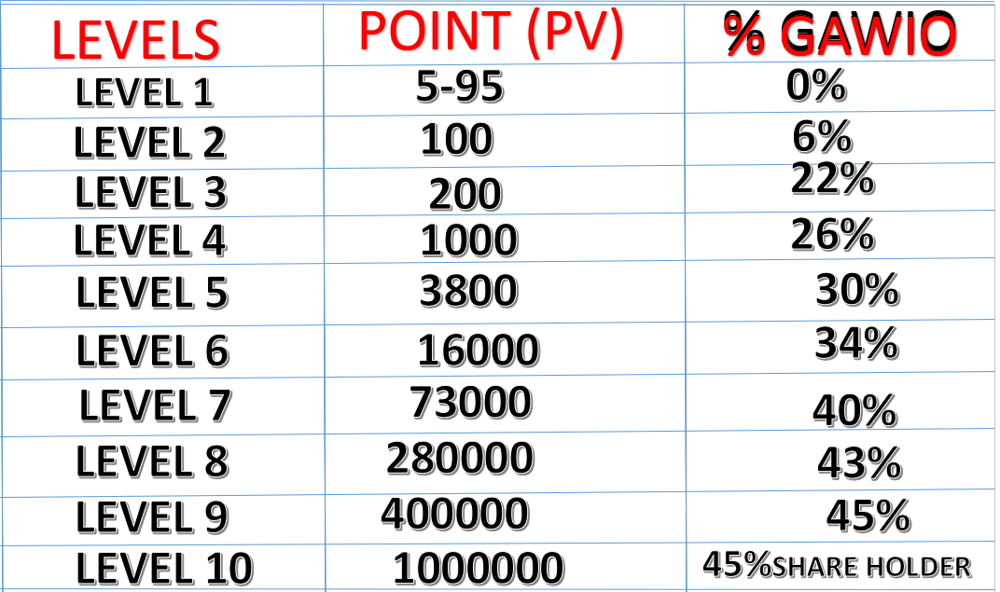 LEVELS POINT (PV) % GAWIO
LEVEL 1 5-95 0%
LEVEL 2 100 6%
LEVEL 3 200 22%
LEVEL 4 1000 26%
LEVEL 5 3800 30%
LEVEL 6 16000 34%
LEVEL 7 73000 40%
LEVEL 8 280000 43%
LEVEL 9 400000 45%
LEVEL 10 1000000 45%SHARE HOLDER